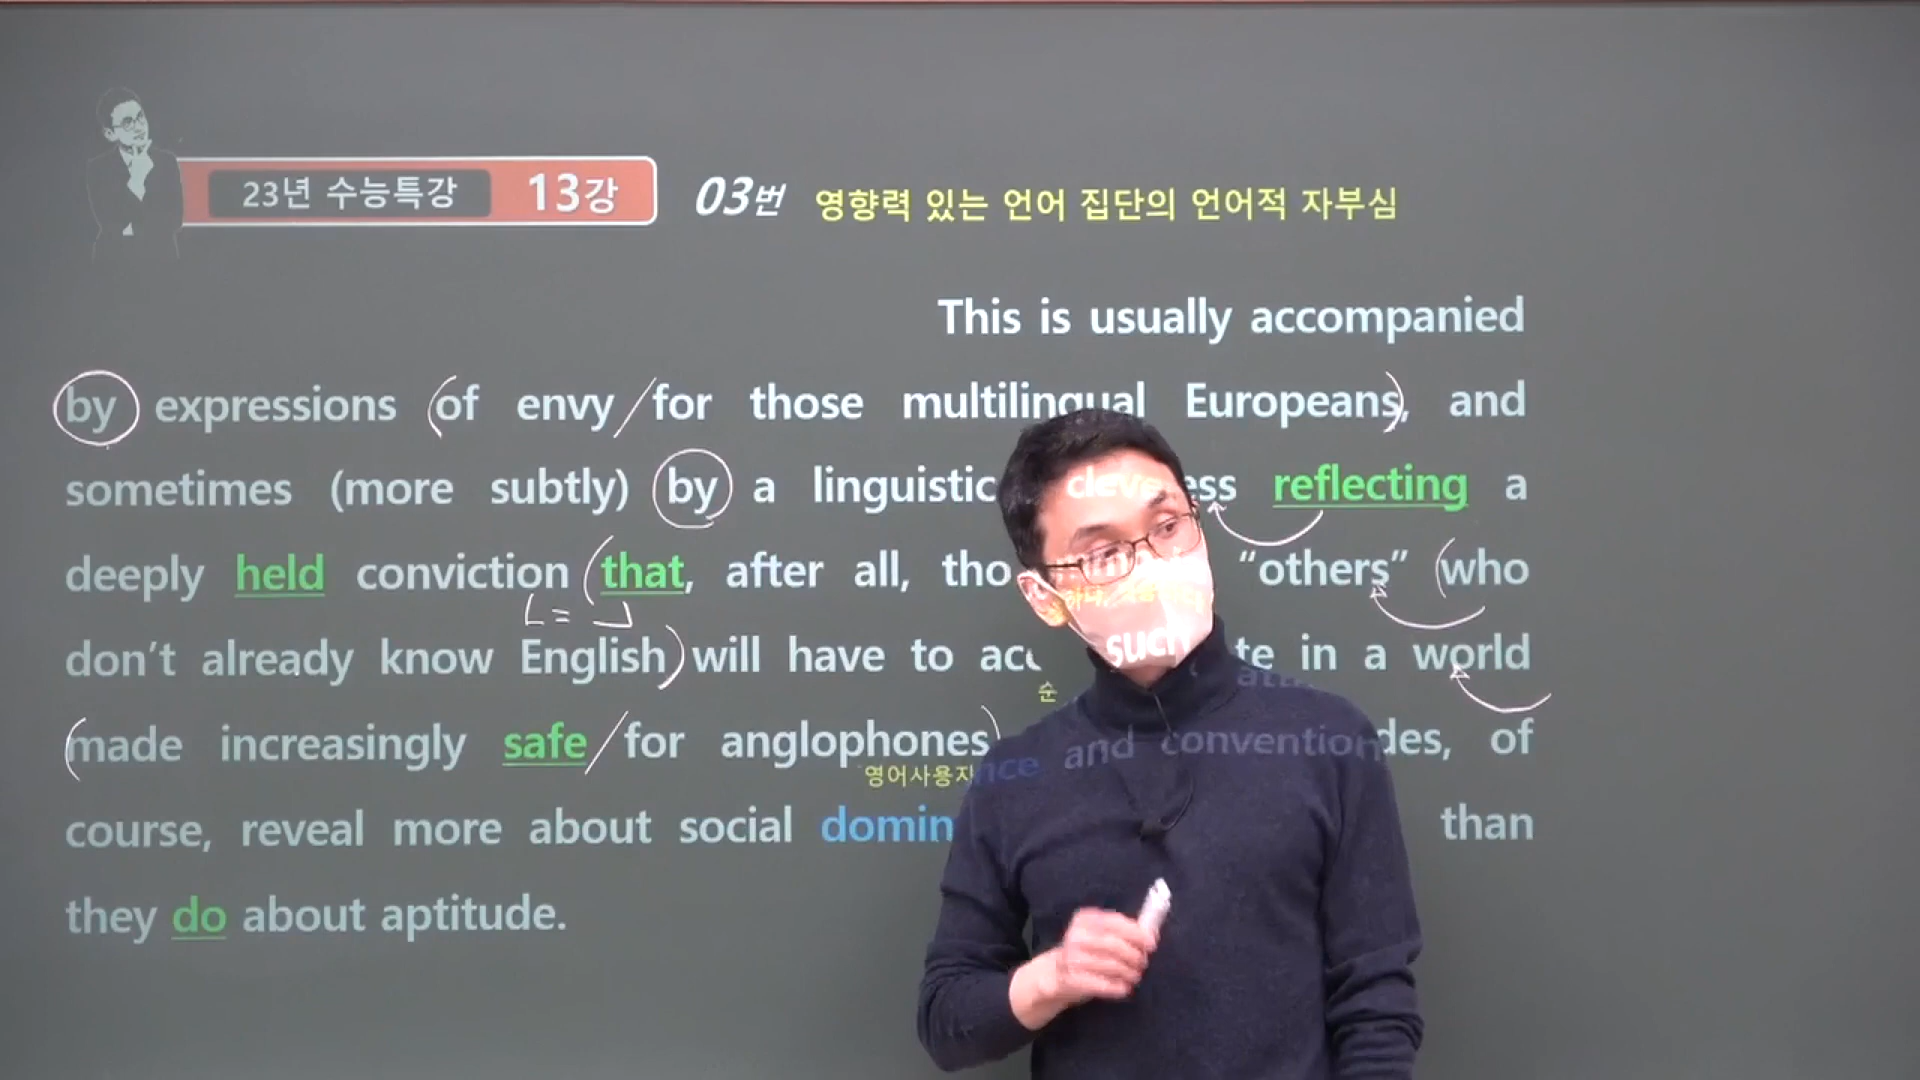 23년 수능특강 13강 03번 영향력 있는 언어 집단의 언어적 자부심
This is usually accompanied
by expressions of envy / for those multilingual Europeans, and
sometimes (more subtly) by a linguistic reflecting a
deeply held conviction (that, after all, “others” (who
don’t already know English) will have to in a world
(made increasingly safe / for anglophones)
영어사용자
of
course, reveal more about social and convention than
they do about aptitude.